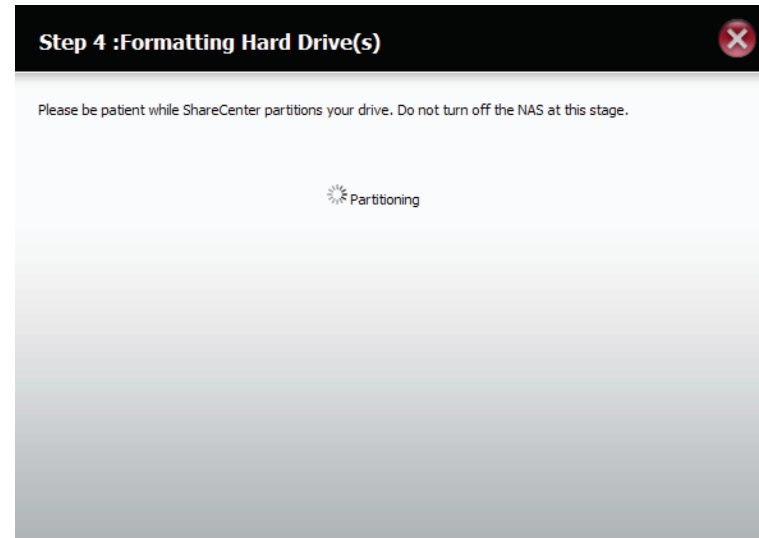 Step 4 :Formatting Hard Drive(s)
Please be patient while ShareCenter partitions your drive. Do not turn off the NAS at this stage.
Partitioning